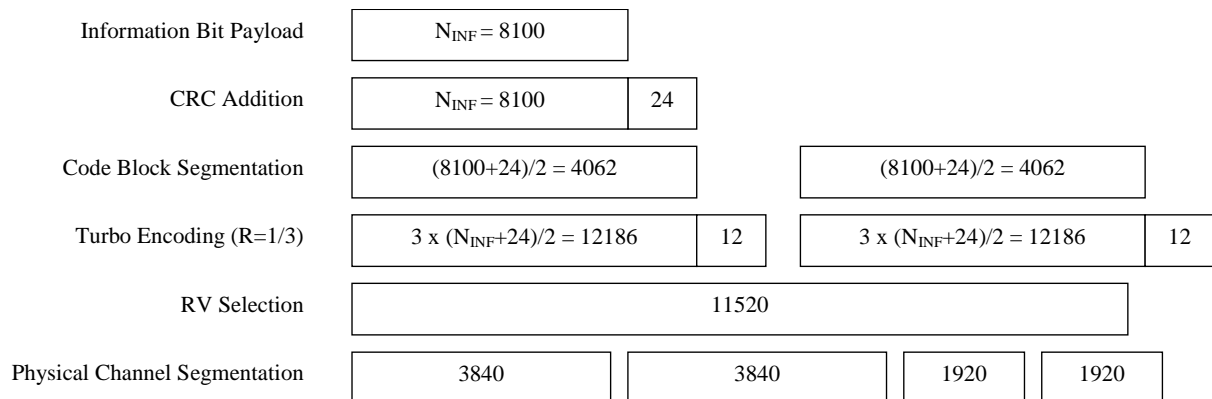 Information Bit Payload N_INF = 8100
CRC Addition N_INF = 8100 24
Code Block Segmentation (8100+24)/2 = 4062 (8100+24)/2 = 4062
Turbo Encoding (R=1/3) 3 x (N_INF+24)/2 = 12186 12 3 x (N_INF+24)/2 = 12186 12
RV Selection 11520
Physical Channel Segmentation 3840 3840 1920 1920